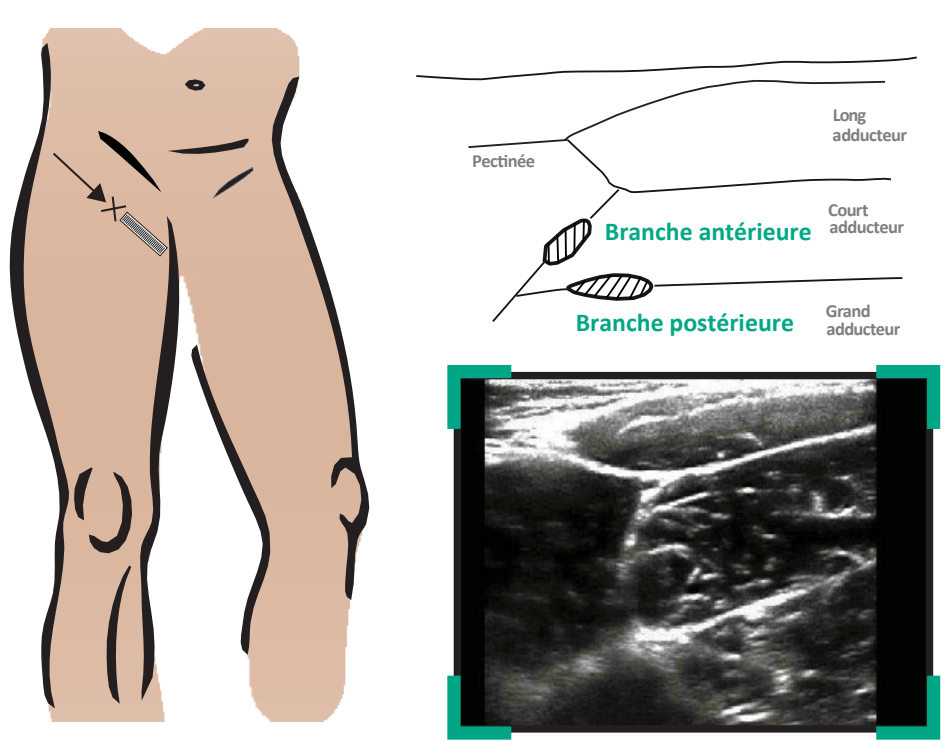 Long
adducteur
Pectinée
Court
adducteur
Branche antérieure
Grand
adducteur
Branche postérieure